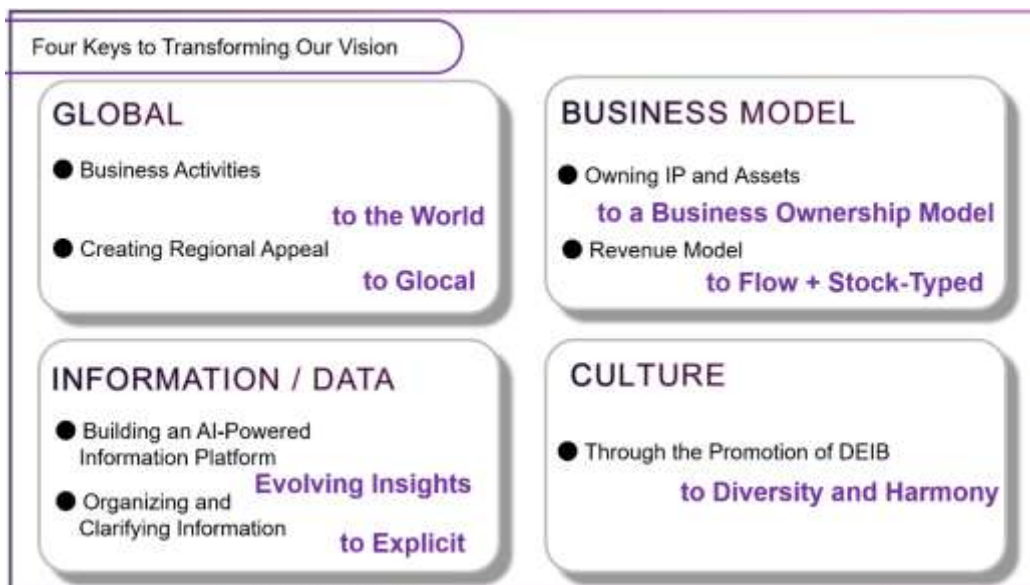 Four Keys to Transforming Our Vision
GLOBAL
● Business Activities
to the World
● Creating Regional Appeal
to Glocal
BUSINESS MODEL
● Owning IP and Assets
to a Business Ownership Model
● Revenue Model
to Flow + Stock-Typed
INFORMATION / DATA
● Building an AI-Powered
Information Platform
Evolving Insights
● Organizing and
Clarifying Information
to Explicit
CULTURE
● Through the Promotion of DEIB
to Diversity and Harmony